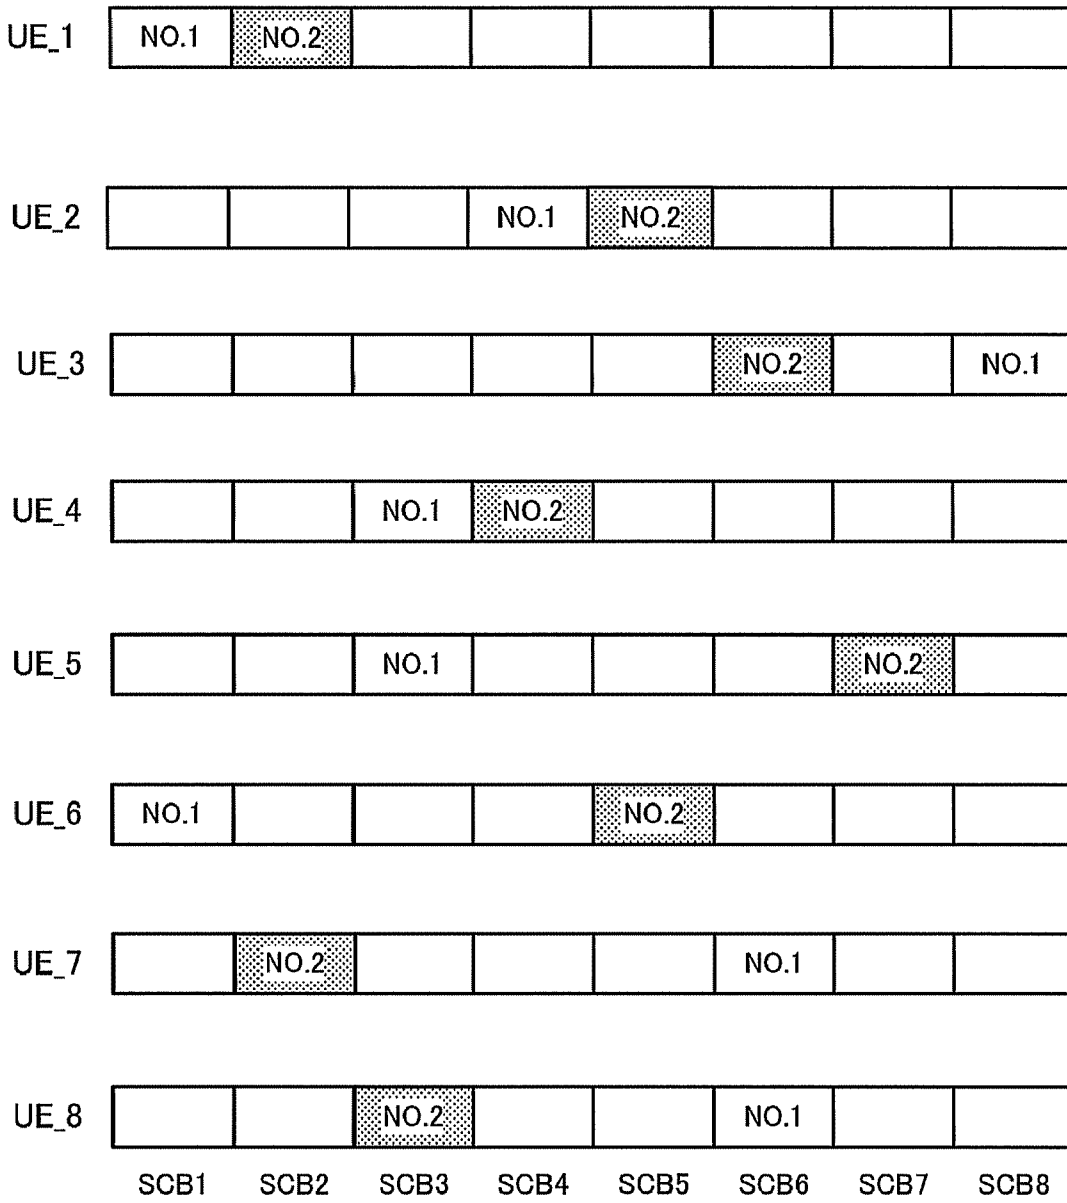 UE_1 NO.1 NO.2
UE_2 NO.1 NO.2
UE_3 NO.2 NO.1
UE_4 NO.1 NO.2
UE_5 NO.1 NO.2
UE_6 NO.1 NO.2
UE_7 NO.2 NO.1
UE_8 NO.2 NO.1
SCB1 SCB2 SCB3 SCB4 SCB5 SCB6 SCB7 SCB8